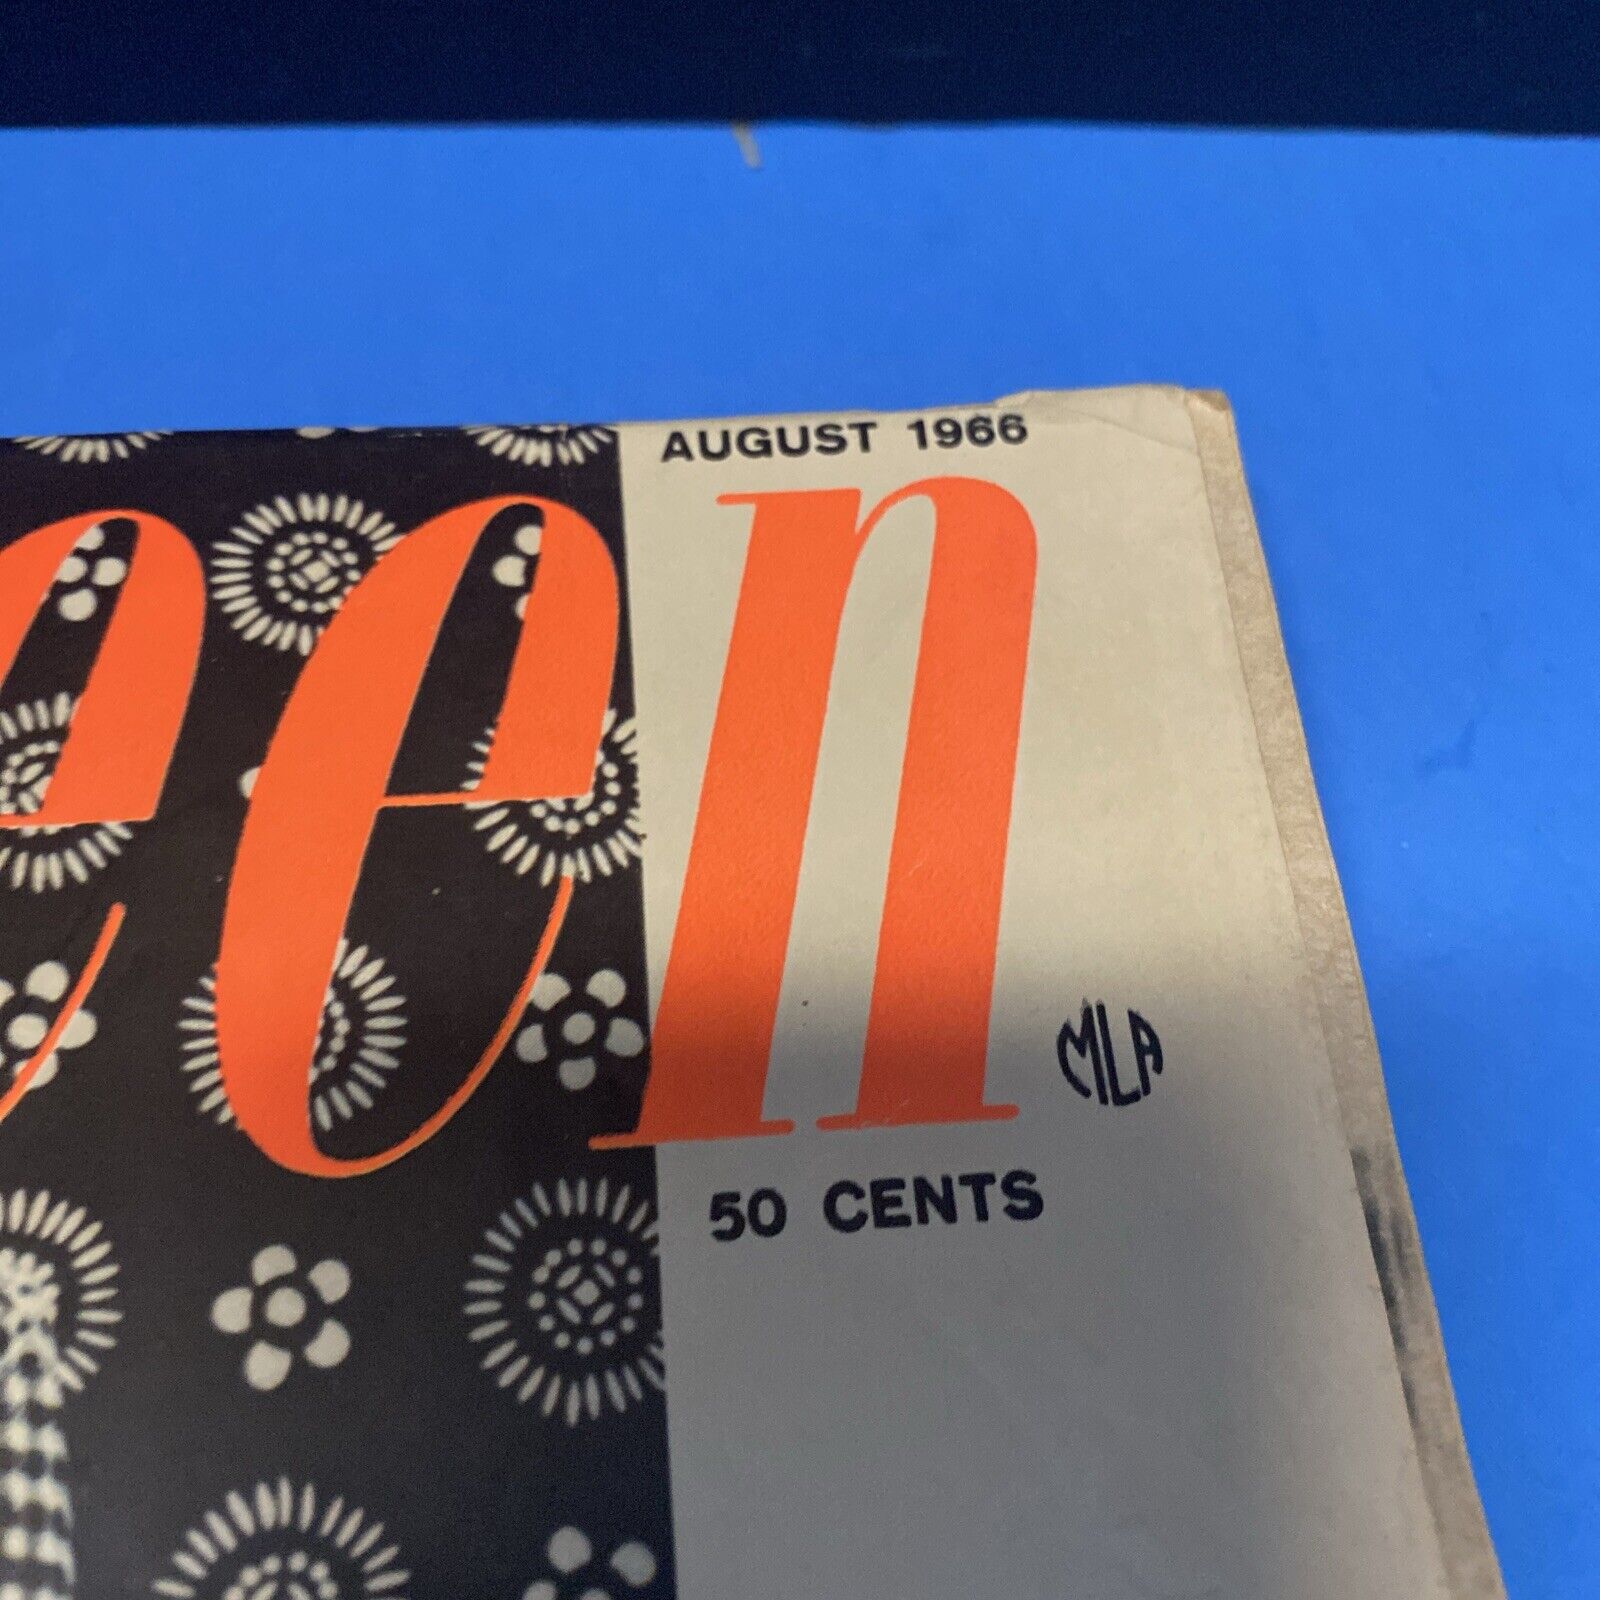 AUGUST 1966
een
MLA
50 CENTS